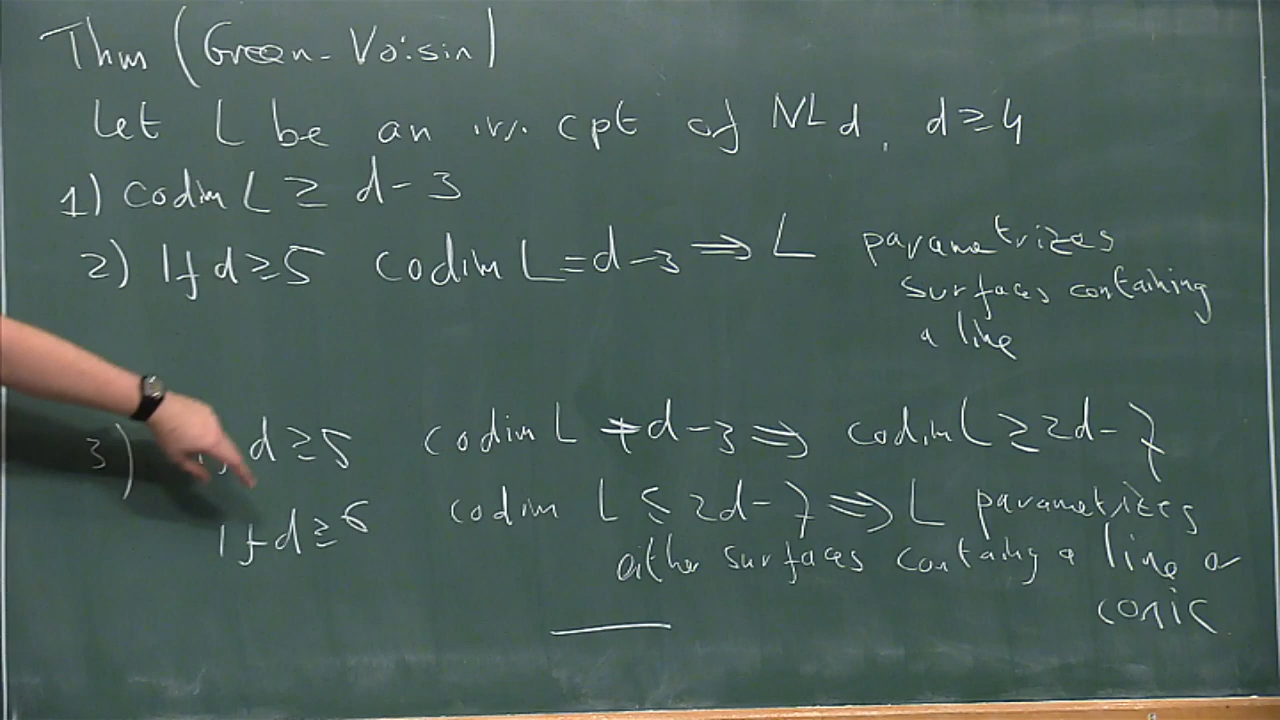 Thm (Green-Voisin)
Let L be an irr. cpt of NLd, d≥4
1) codim L ≥ d-3
2) If d≥5 codim L=d-3 ⇒ L parametrizes
surfaces containing
a line
3) d≥5 codim L ≠ d-3 ⇒ codim L ≥ 2d-7
If d≥6 codim L ≤ 2d-7 ⇒ L parametrizes
either surfaces containing a line or
conic